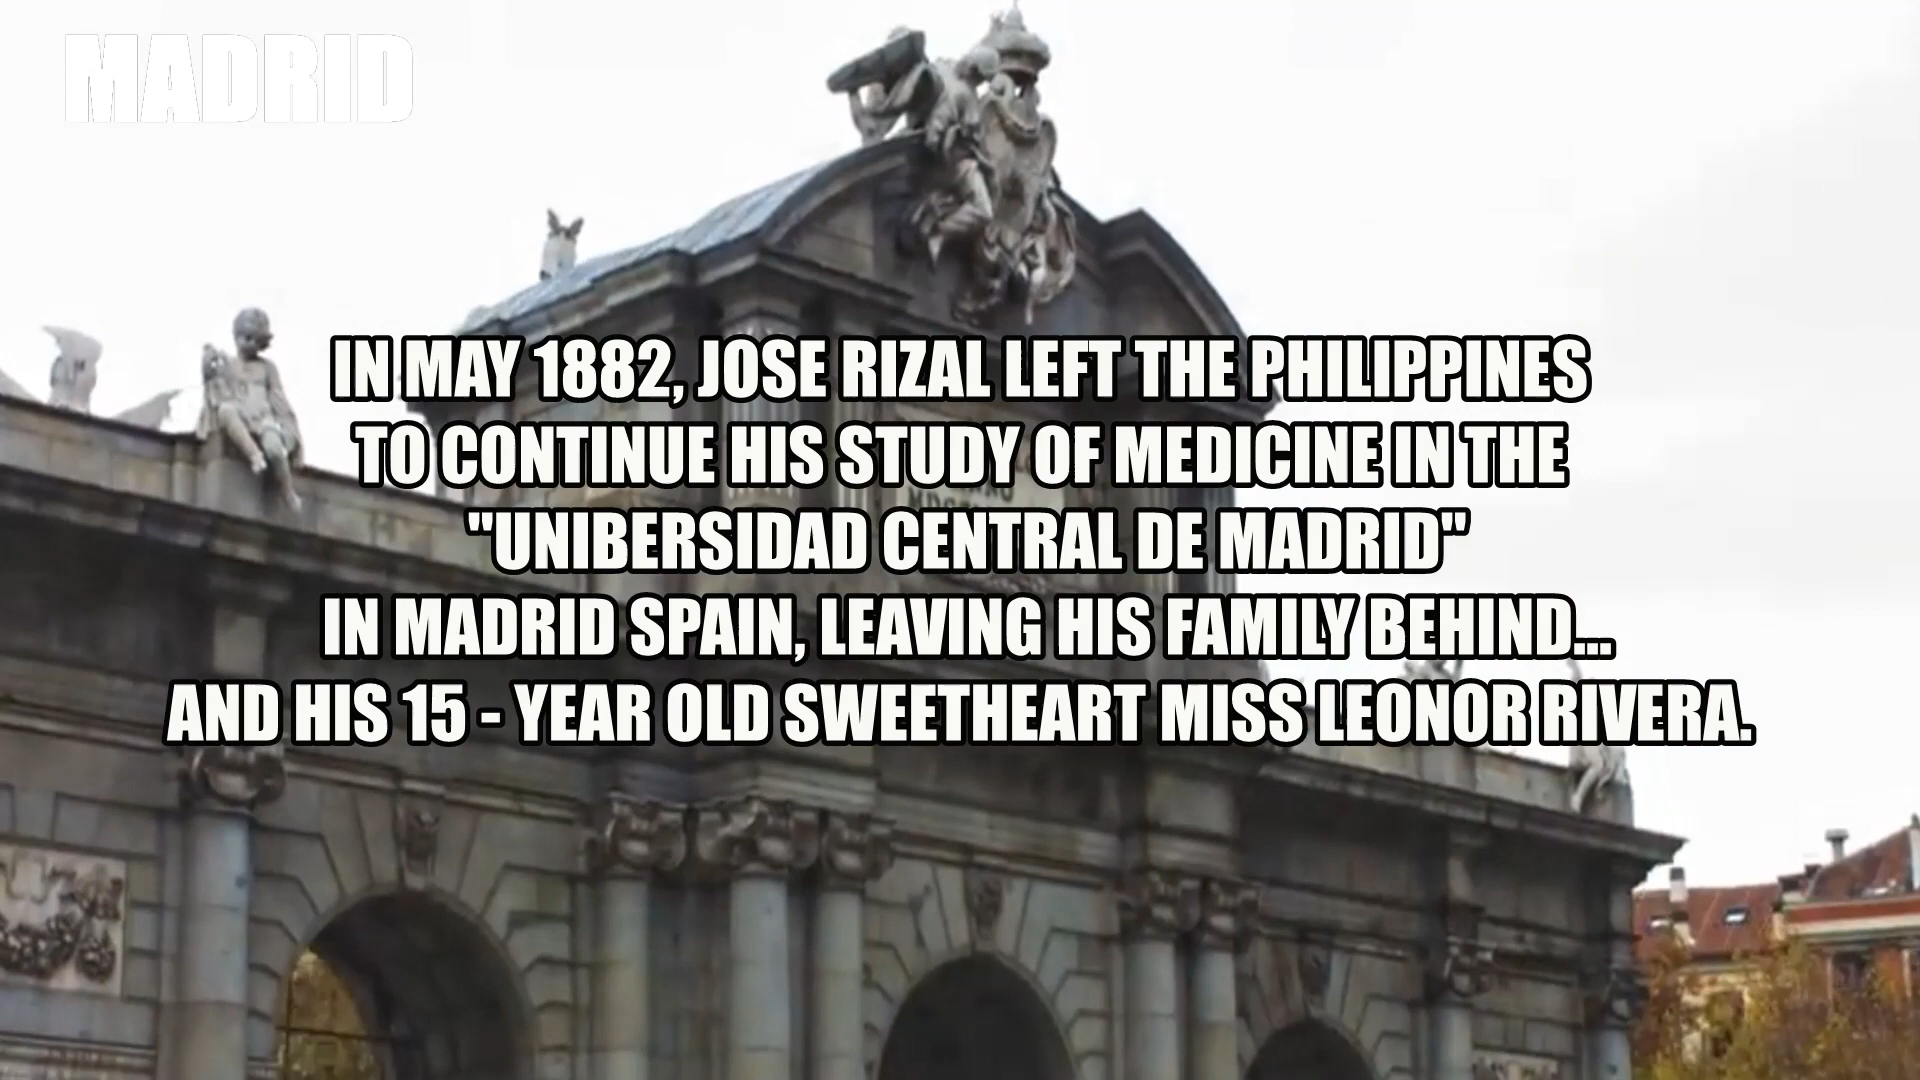 MADRID
IN MAY 1882, JOSE RIZAL LEFT THE PHILIPPINES
TO CONTINUE HIS STUDY OF MEDICINE IN THE
"UNIBERSIDAD CENTRAL DE MADRID"
IN MADRID SPAIN, LEAVING HIS FAMILY BEHIND...
AND HIS 15 - YEAR OLD SWEETHEART MISS LEONOR RIVERA.